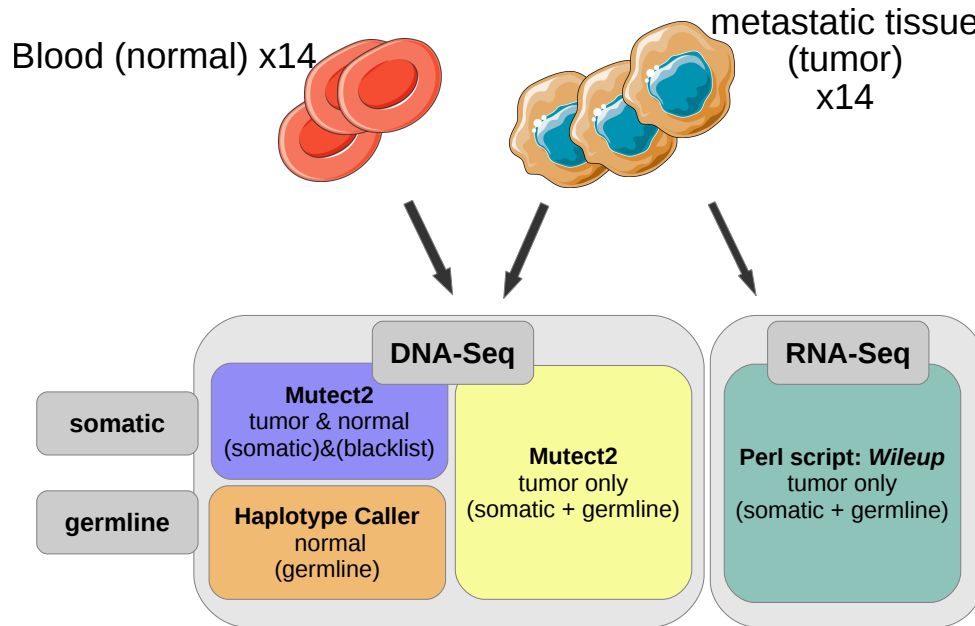 Blood (normal) x14
metastatic tissue
(tumor)
x14
DNA-Seq
RNA-Seq
somatic
germline
Mutect2
tumor & normal
(somatic)&(blacklist)
Haplotype Caller
normal
(germline)
Mutect2
tumor only
(somatic + germline)
Perl script: Wileup
tumor only
(somatic + germline)